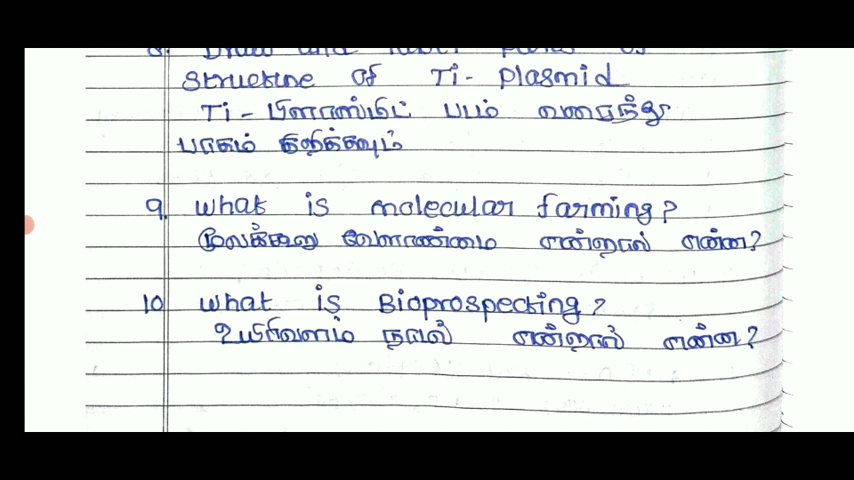 structure of Ti- plasmid
Ti- பிளாஸ்மிட் படம் வரைந்து
பாகம் குறிக்கவும்
9. What is molecular farming?
மூலக்கூறு வேளாண்மை என்றால் என்ன?
10 What is Bioprospecting?
உயிரிவளம் நாடல் என்றால் என்ன?